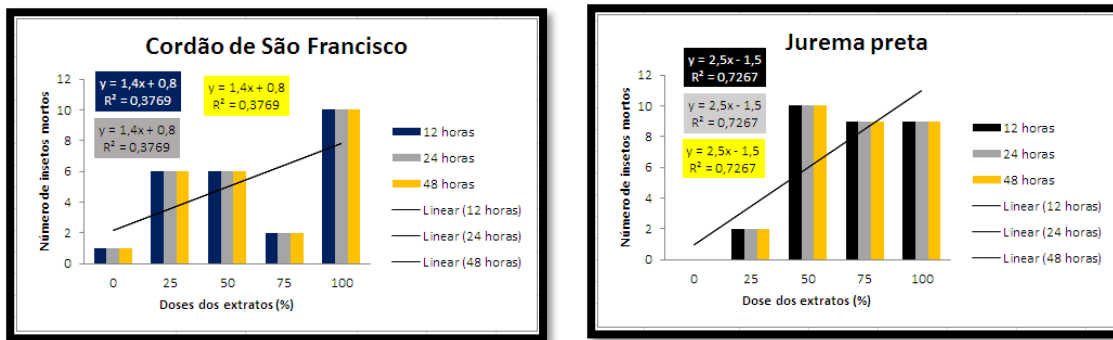 Cordão de São Francisco
y = 1,4x + 0,8
R² = 0,3769
y = 1,4x + 0,8
R² = 0,3769
y = 1,4x + 0,8
R² = 0,3769
Número de insetos mortos
12
10
8
6
4
2
0
0 25 50 75 100
Doses dos extratos (%)
12 horas
24 horas
48 horas
Linear (12 horas)
Linear (24 horas)
Linear (48 horas)
Jurema preta
y = 2,5x - 1,5
R² = 0,7267
y = 2,5x - 1,5
R² = 0,7267
y = 2,5x - 1,5
R² = 0,7267
Número de insetos mortos
12
10
8
6
4
2
0
0 25 50 75 100
Dose dos extratos (%)
12 horas
24 horas
48 horas
Linear (12 horas)
Linear (24 horas)
Linear (48 horas)